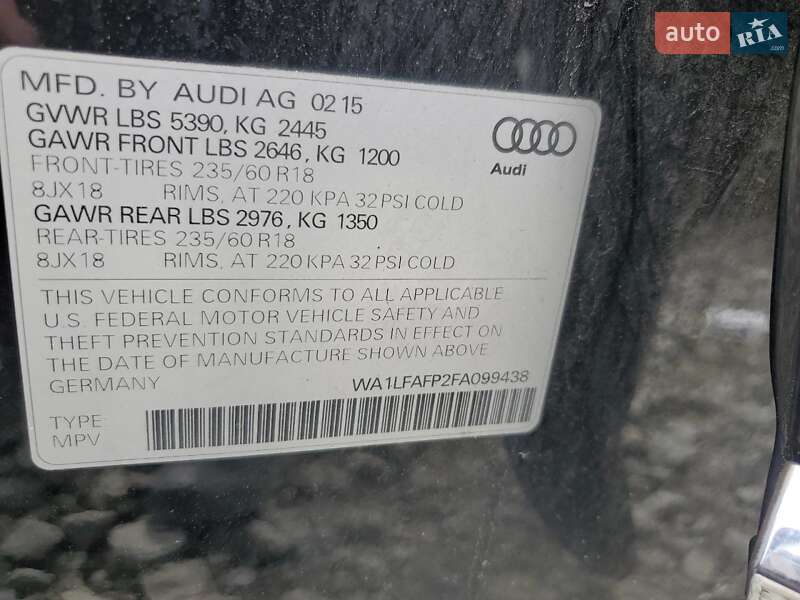 auto RIA
MFD. BY AUDI AG 02 15
GVWR LBS 5390, KG 2445
GAWR FRONT LBS 2646, KG 1200
FRONT-TIRES 235/60 R18
8JX18 RIMS, AT 220 KPA 32 PSI COLD
GAWR REAR LBS 2976, KG 1350
REAR-TIRES 235/60 R18
8JX18 RIMS, AT 220 KPA 32 PSI COLD
Audi
THIS VEHICLE CONFORMS TO ALL APPLICABLE
U.S. FEDERAL MOTOR VEHICLE SAFETY AND
THEFT PREVENTION STANDARDS IN EFFECT ON
THE DATE OF MANUFACTURE SHOWN ABOVE
GERMANY WA1LFAFP2FA099438
TYPE:
MPV